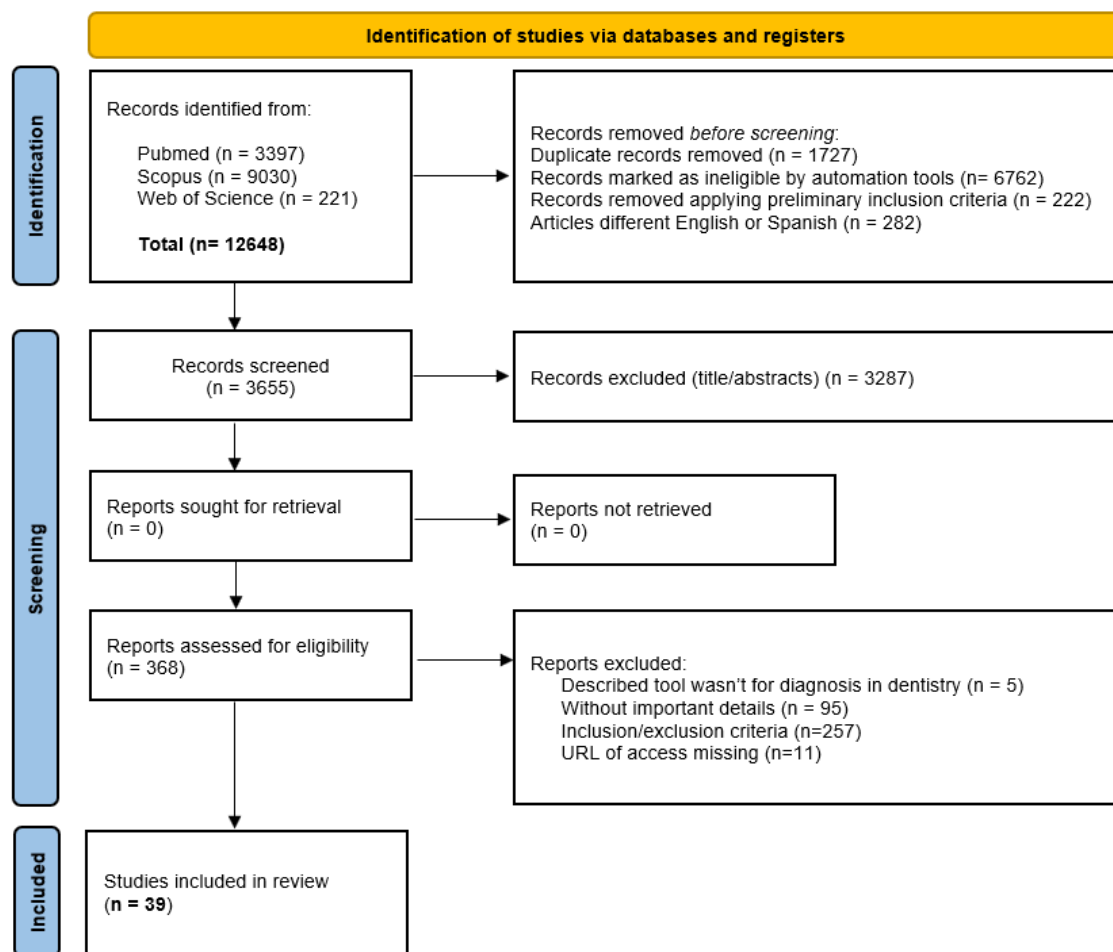 Identification of studies via databases and registers
Identification
Records identified from:
Pubmed (n = 3397)
Scopus (n = 9030)
Web of Science (n = 221)
Total (n= 12648)
Records removed before screening:
Duplicate records removed (n = 1727)
Records marked as ineligible by automation tools (n= 6762)
Records removed applying preliminary inclusion criteria (n = 222)
Articles different English or Spanish (n = 282)
Screening
Records screened
(n = 3655)
Records excluded (title/abstracts) (n = 3287)
Reports sought for retrieval
(n = 0)
Reports not retrieved
(n = 0)
Reports assessed for eligibility
(n = 368)
Reports excluded:
Described tool wasn't for diagnosis in dentistry (n = 5)
Without important details (n = 95)
Inclusion/exclusion criteria (n=257)
URL of access missing (n=11)
Included
Studies included in review
(n = 39)